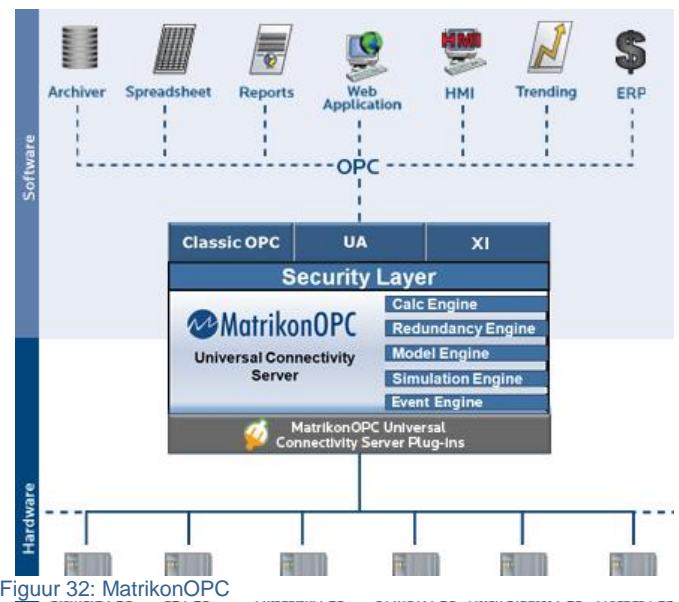 Archiver Spreadsheet Reports Web Application HMI HMI Trending ERP
Software
OPC
Classic OPC UA XI
Security Layer
MatrikonOPC
Universal Connectivity
Server
Calc Engine
Redundancy Engine
Model Engine
Simulation Engine
Event Engine
MatrikonOPC Universal
Connectivity Server Plug-ins
Hardware
Figuur 32: MatrikonOPC